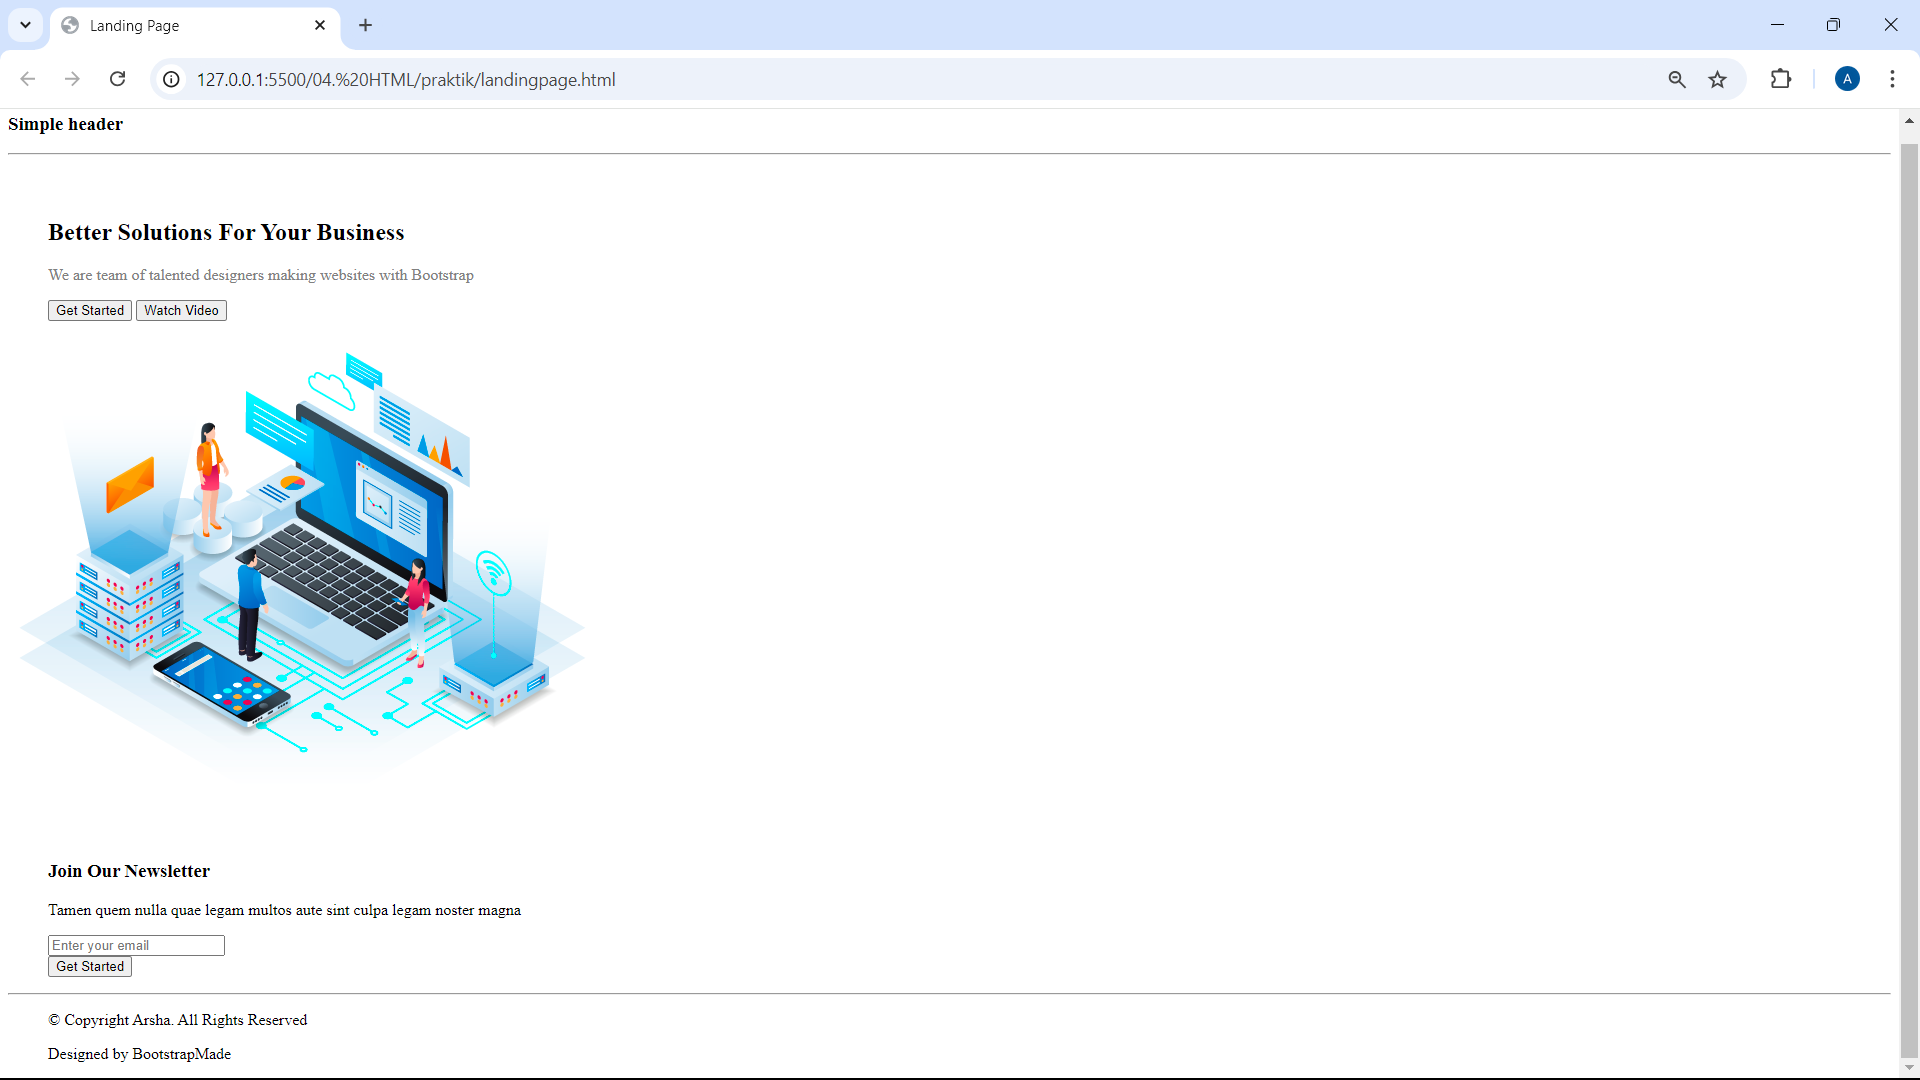 Landing Page
127.0.0.1:5500/04.%20HTML/praktik/landingpage.html
A
Simple header
Better Solutions For Your Business
We are team of talented designers making websites with Bootstrap
Get Started Watch Video
Join Our Newsletter
Tamen quem nulla quae legam multos aute sint culpa legam noster magna
Enter your email
Get Started
© Copyright Arsha. All Rights Reserved
Designed by BootstrapMade